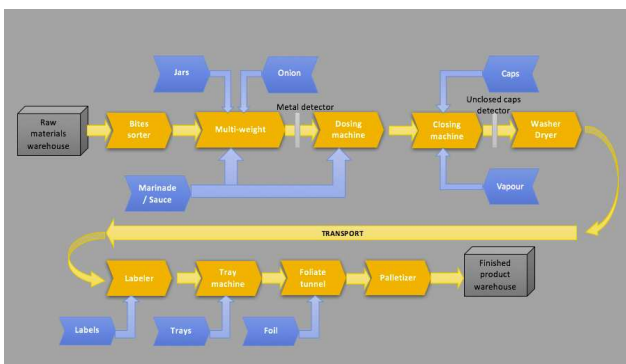 Jars
Onion
Caps
Metal detector
Unclosed caps
detector
Raw
materials
warehouse
Bites
sorter
Multi-weight
Dosing
machine
Closing
machine
Washer
Dryer
Marinade
/ Sauce
Vapour
TRANSPORT
Labeler
Tray
machine
Foliate
tunnel
Palletizer
Finished
product
warehouse
Labels
Trays
Foil